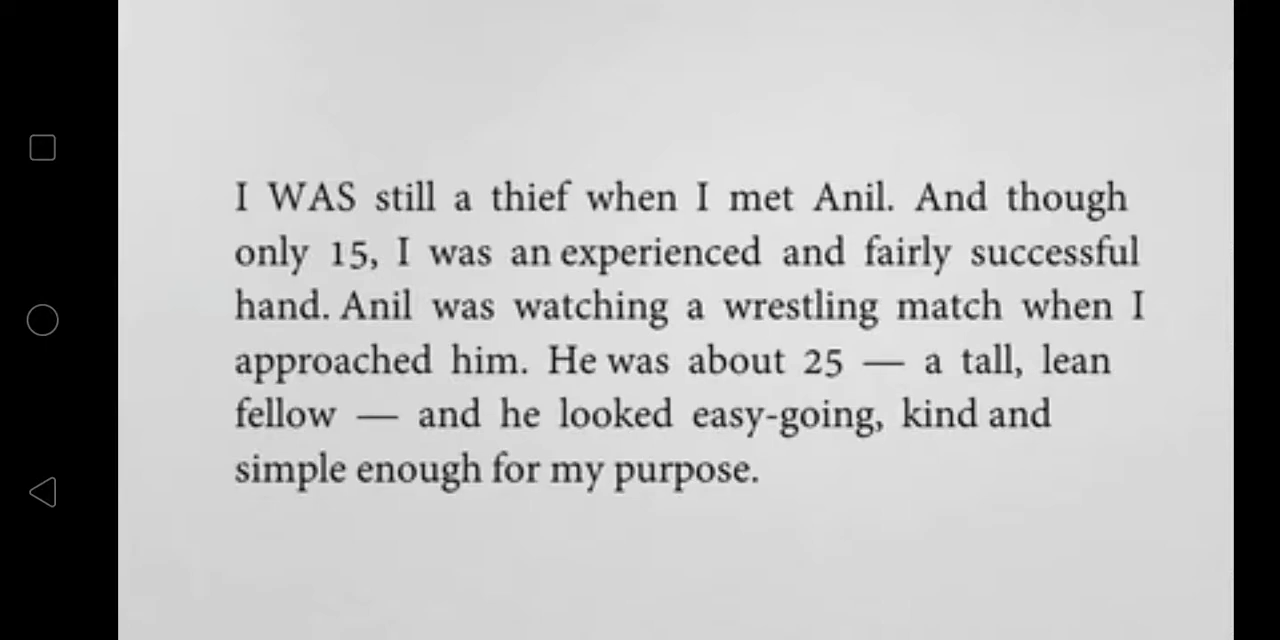 I WAS still a thief when I met Anil. And though
only 15, I was an experienced and fairly successful
hand. Anil was watching a wrestling match when I
approached him. He was about 25 — a tall, lean
fellow — and he looked easy-going, kind and
simple enough for my purpose.